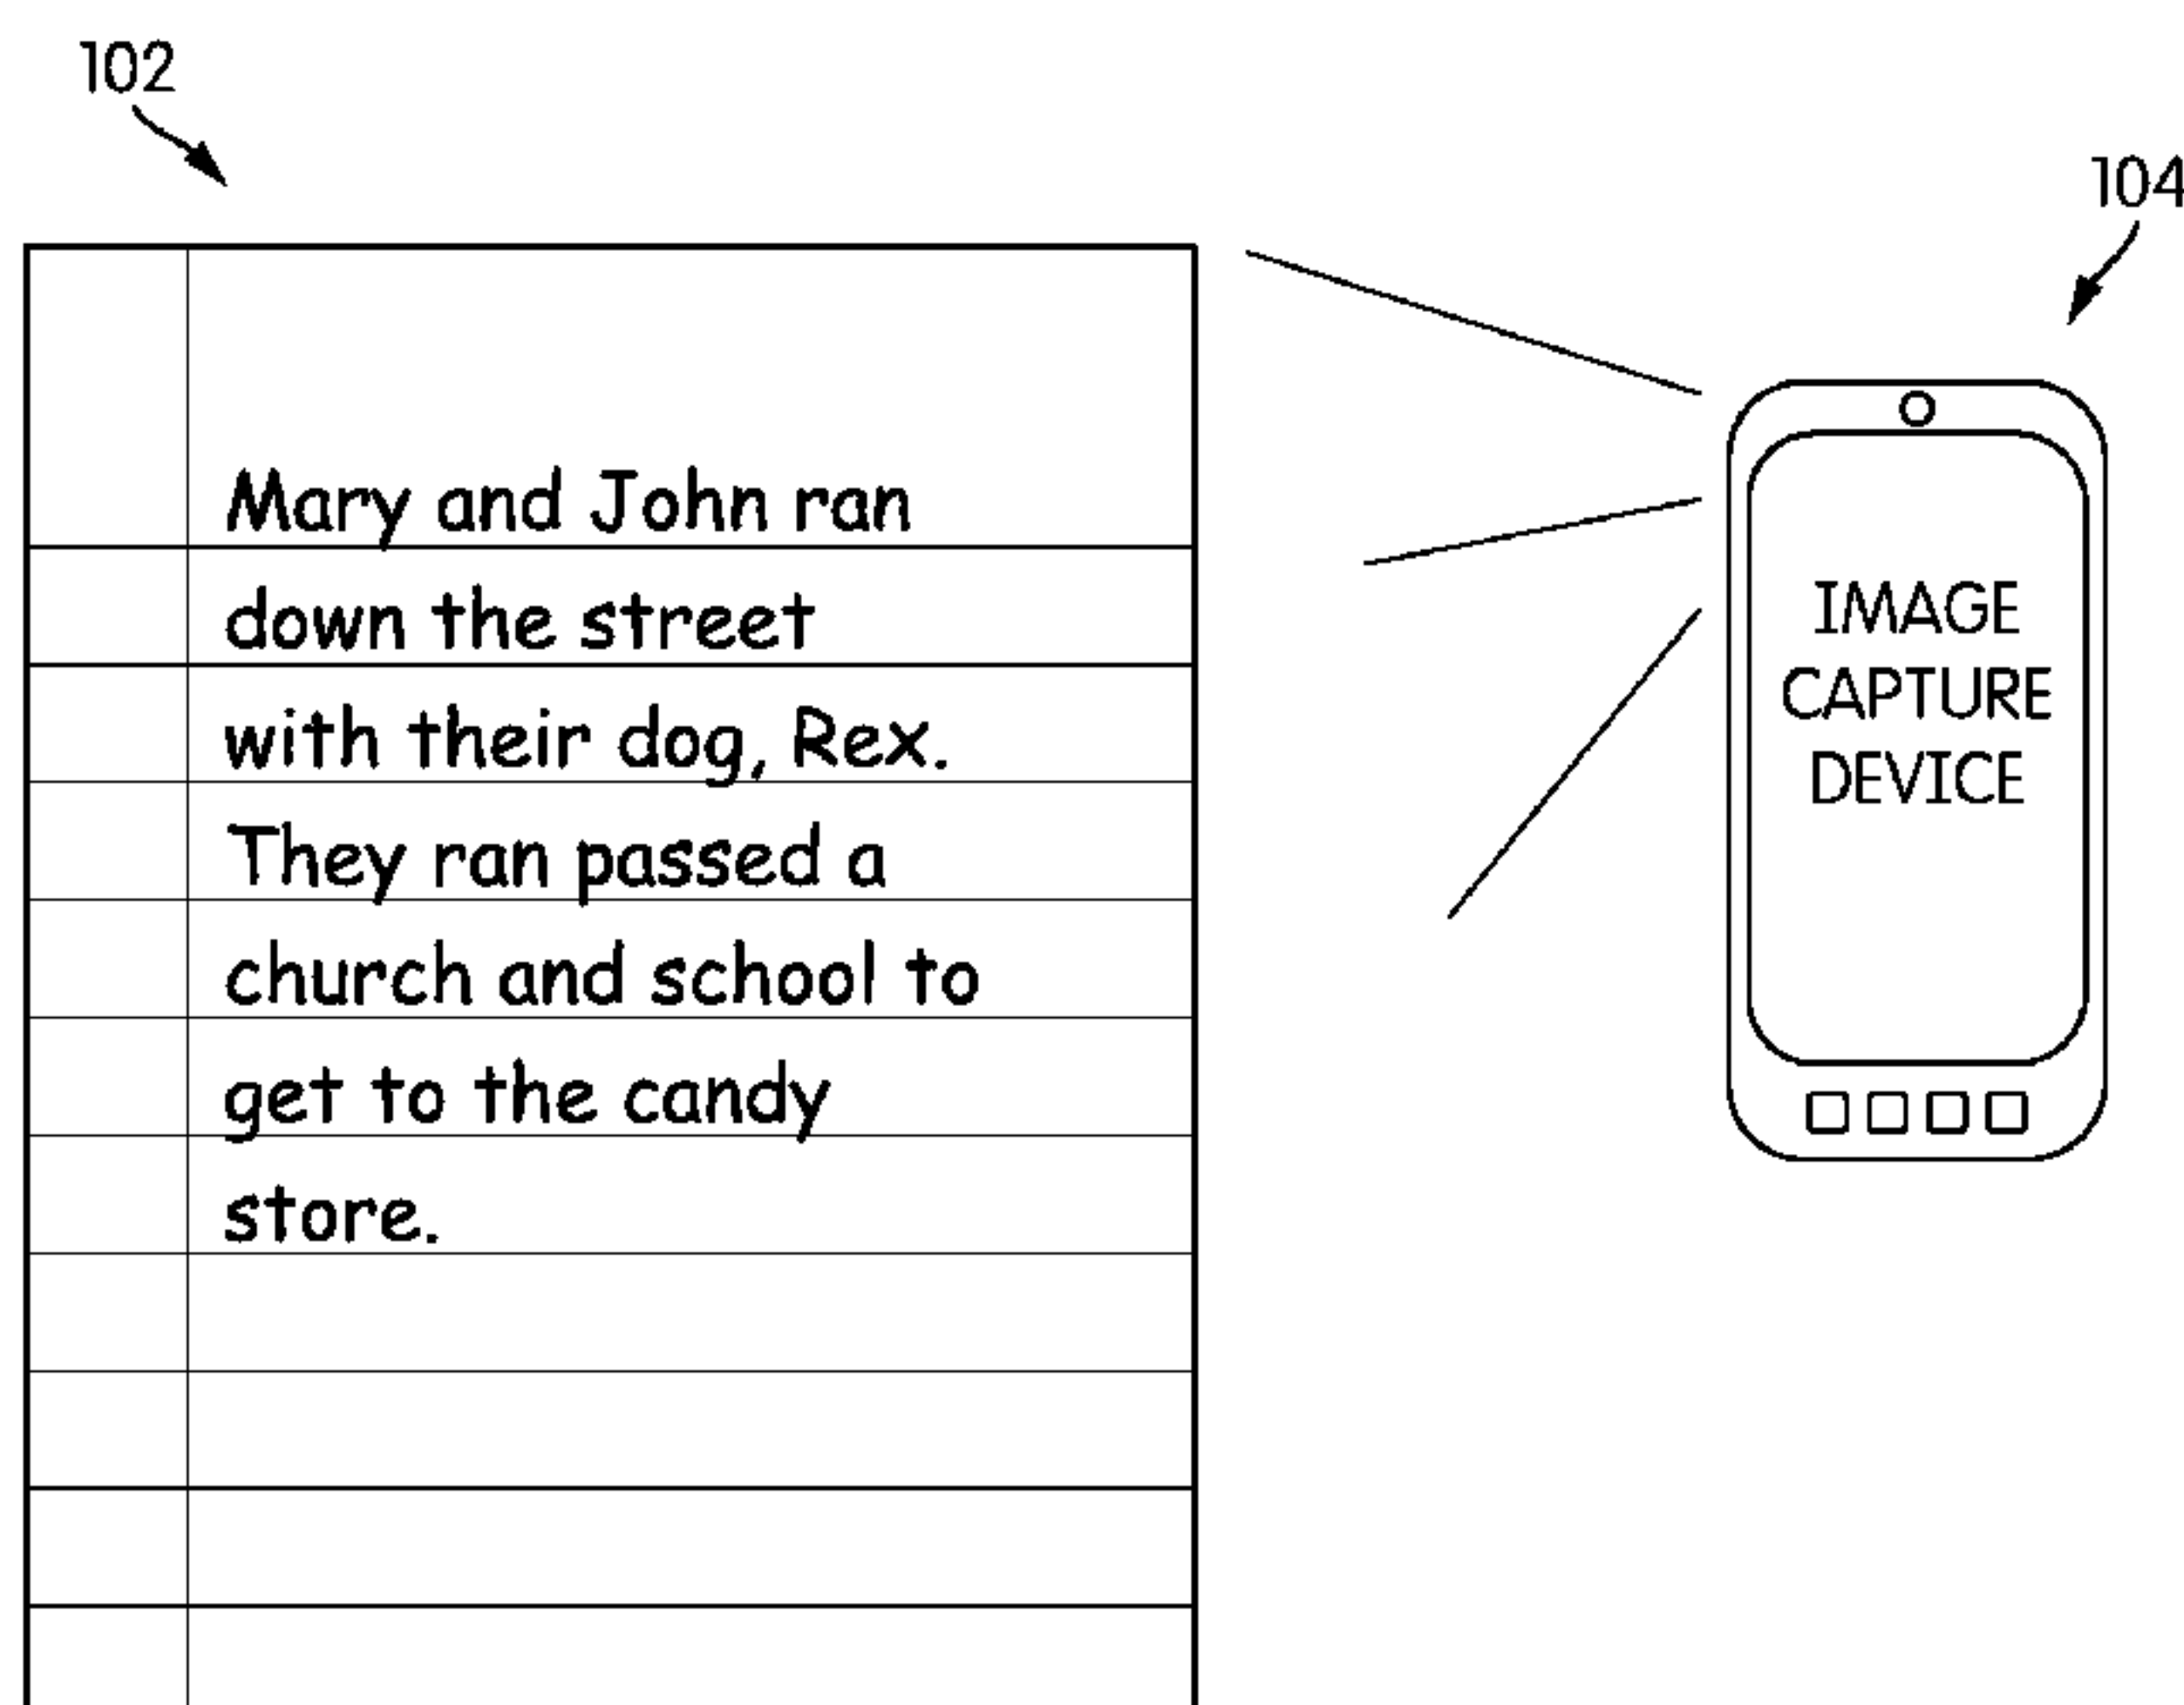 102
104
Mary and John ran
down the street
with their dog, Rex.
They ran passed a
church and school to
get to the candy
store.
IMAGE
CAPTURE
DEVICE